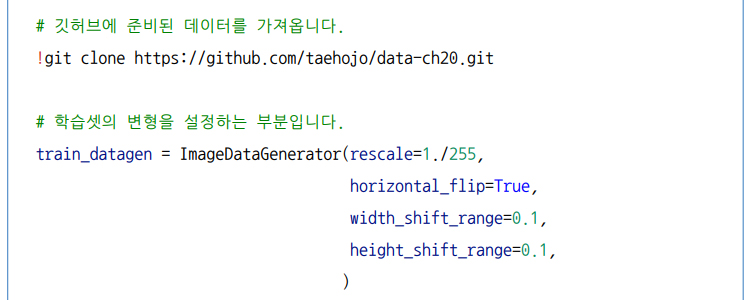 # 깃허브에 준비된 데이터를 가져옵니다.
!git clone https://github.com/taehojo/data-ch20.git
# 학습셋의 변형을 설정하는 부분입니다.
train_datagen = ImageDataGenerator(rescale=1./255,
horizontal_flip=True,
width_shift_range=0.1,
height_shift_range=0.1,
)